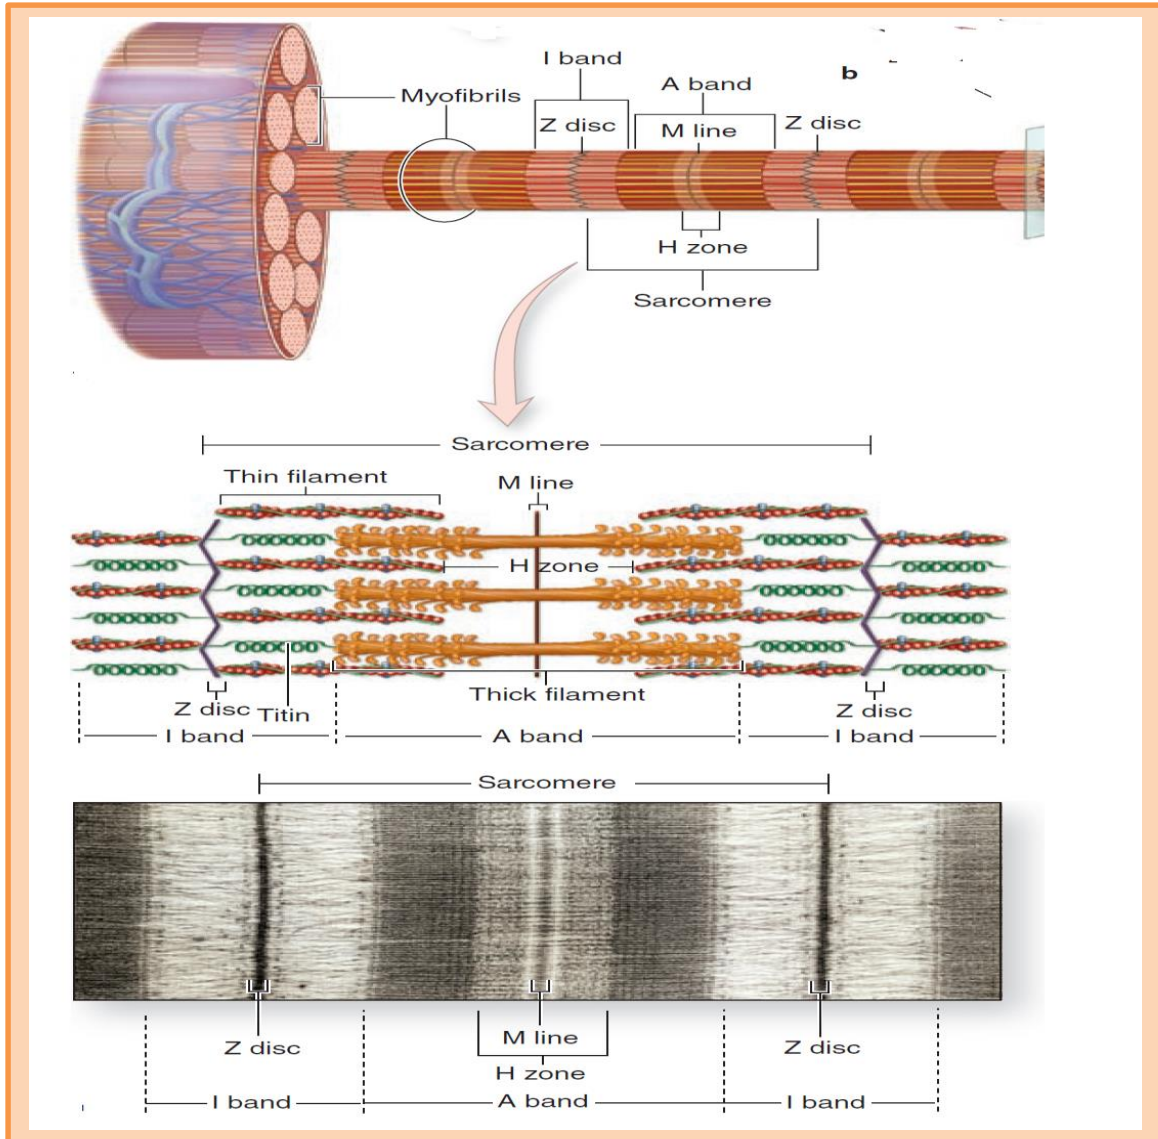 I band
b
A band
Myofibrils
Z disc
M line
Z disc
H zone
Sarcomere
Sarcomere
Thin filament
M line
H zone
Thick filament
Z disc
Titin
Z disc
I band
A band
I band
Sarcomere
Z disc
M line
Z disc
H zone
I band
A band
I band